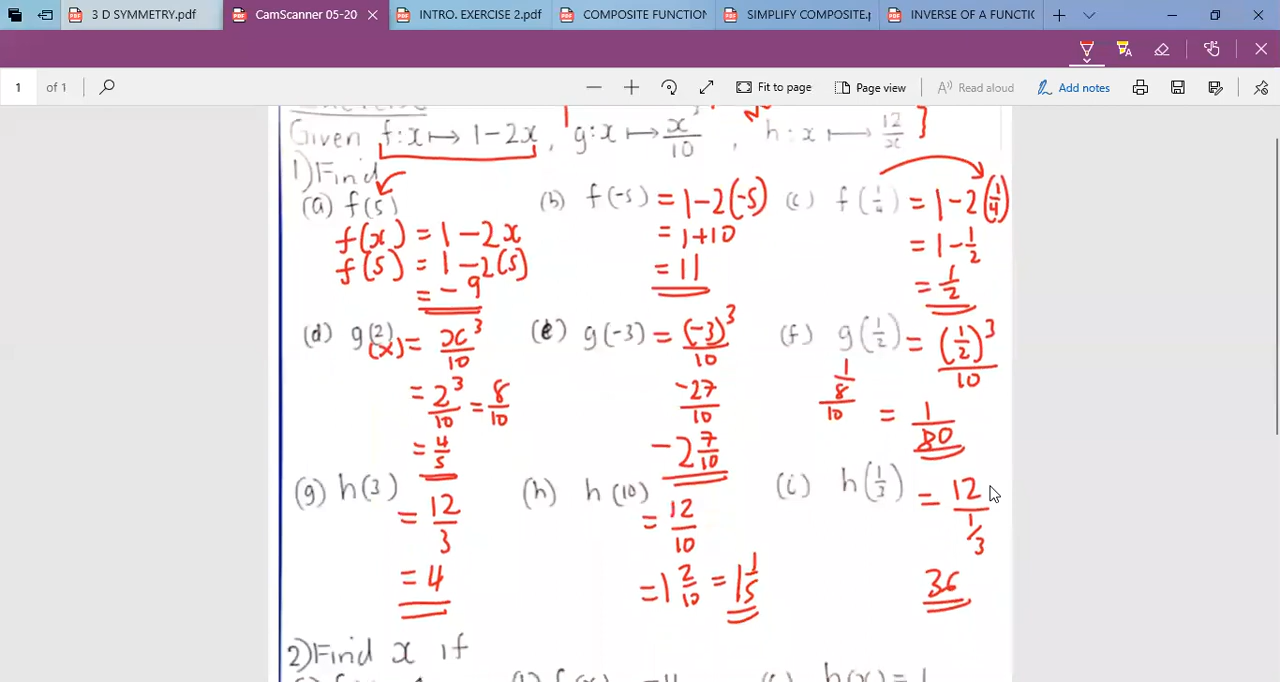 3 D SYMMETRY.pdf
CamScanner 05-20
INTRO. EXERCISE 2.pdf
COMPOSITE FUNCTION
SIMPLIFY COMPOSITE.p
INVERSE OF A FUNCTIO
1 of 1
Fit to page
Page view
Read aloud
Add notes
Given f : x ↦ 1 - 2x , g : x ↦ x³/10 , h : x ↦ 12/x
1) Find
(a) f(5)
f(x) = 1 - 2x
f(5) = 1 - 2(5)
= -9
(b) f(-5) = 1 - 2(-5)
= 1 + 10
= 11
(c) f(1/4) = 1 - 2(1/4)
= 1 - 1/2
= 1/2
(d) g(2)
(x) = x³/10
= 2³/10 = 8/10
= 4/5
(e) g(-3) = (-3)³/10
-27/10
-2 7/10
(f) g(1/2) = (1/2)³/10
1/8/10 = 1/80
(g) h(3)
= 12/3
= 4
(h) h(10)
= 12/10
= 1 2/10 = 1 1/5
(i) h(1/3) = 12/1/3
36
2) Find x if